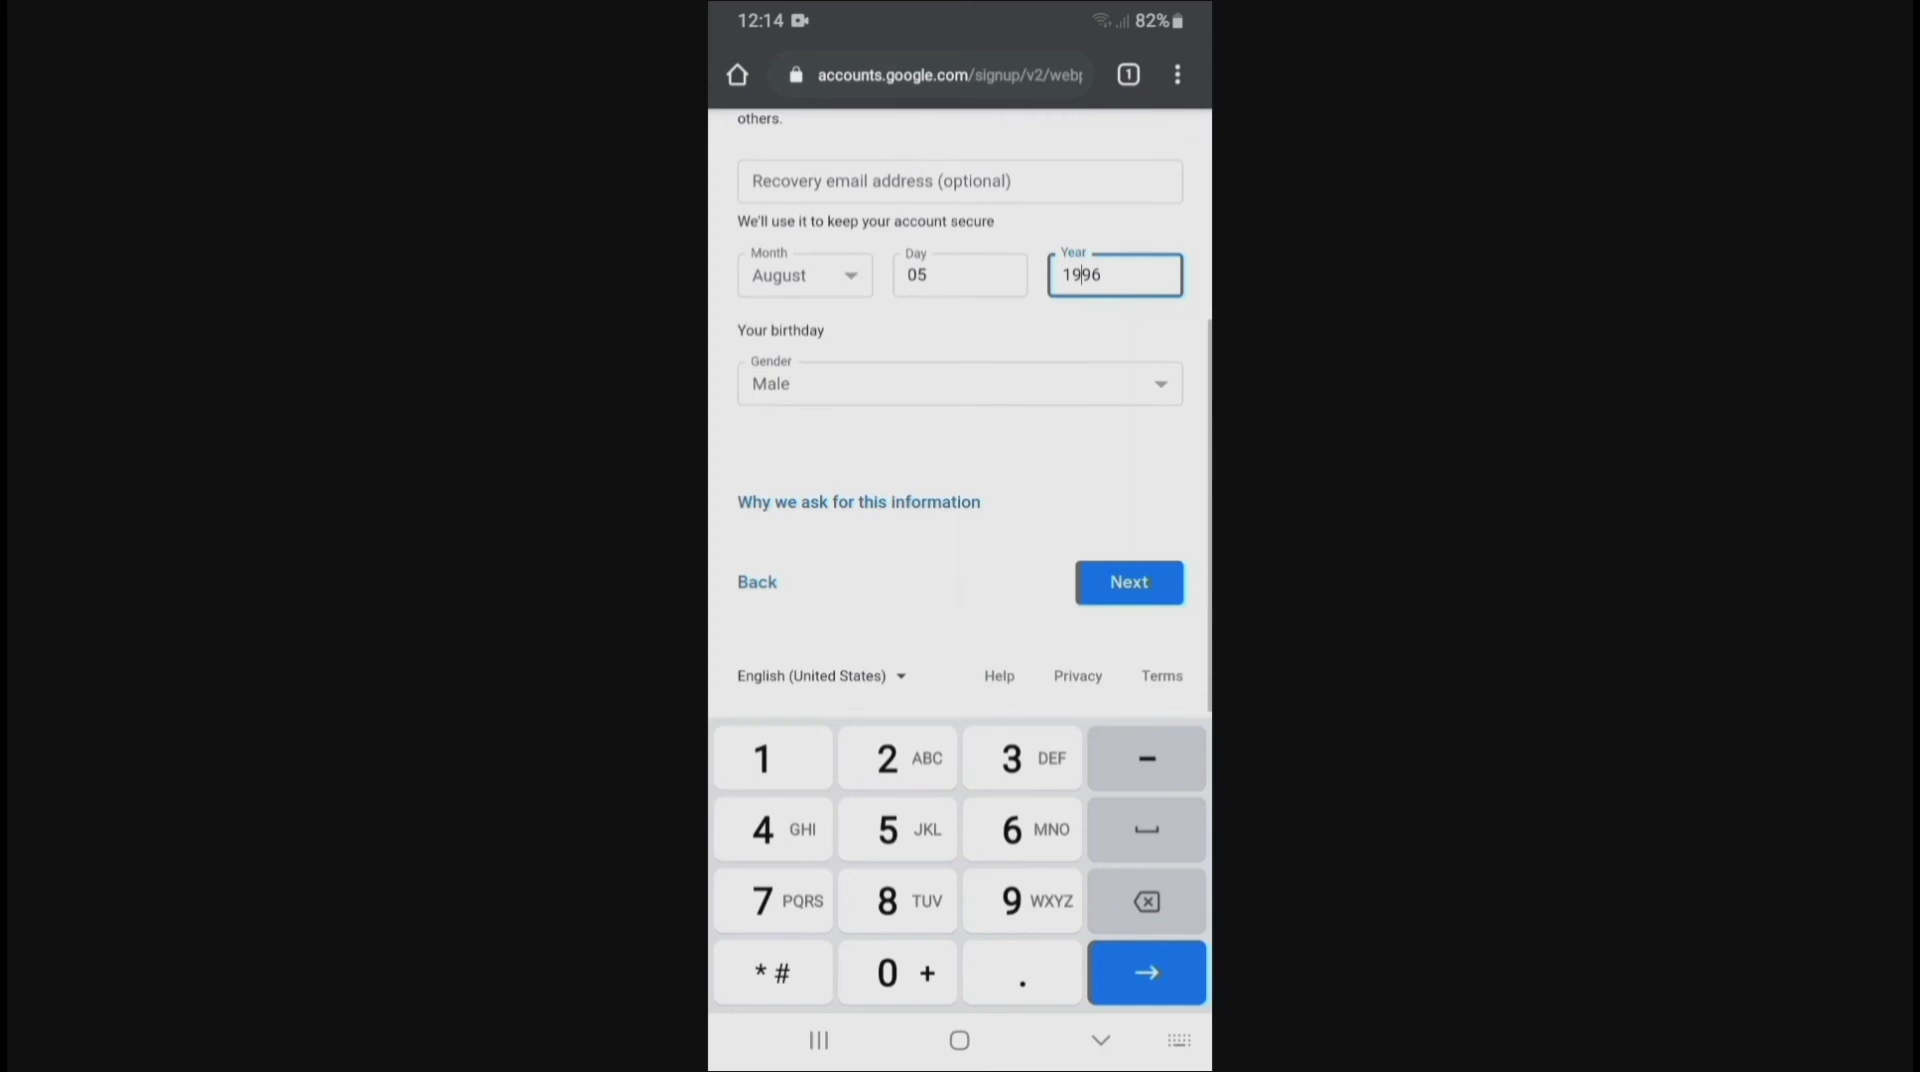 12:14 82%
accounts.google.com/signup/v2/webp 1
others.
Recovery email address (optional)
We'll use it to keep your account secure
Month Day Year
August 05 1996
Your birthday
Gender
Male
Why we ask for this information
Back Next
English (United States) Help Privacy Terms
1 2 ABC 3 DEF -
4 GHI 5 JKL 6 MNO
7 PQRS 8 TUV 9 WXYZ
* # 0 + .